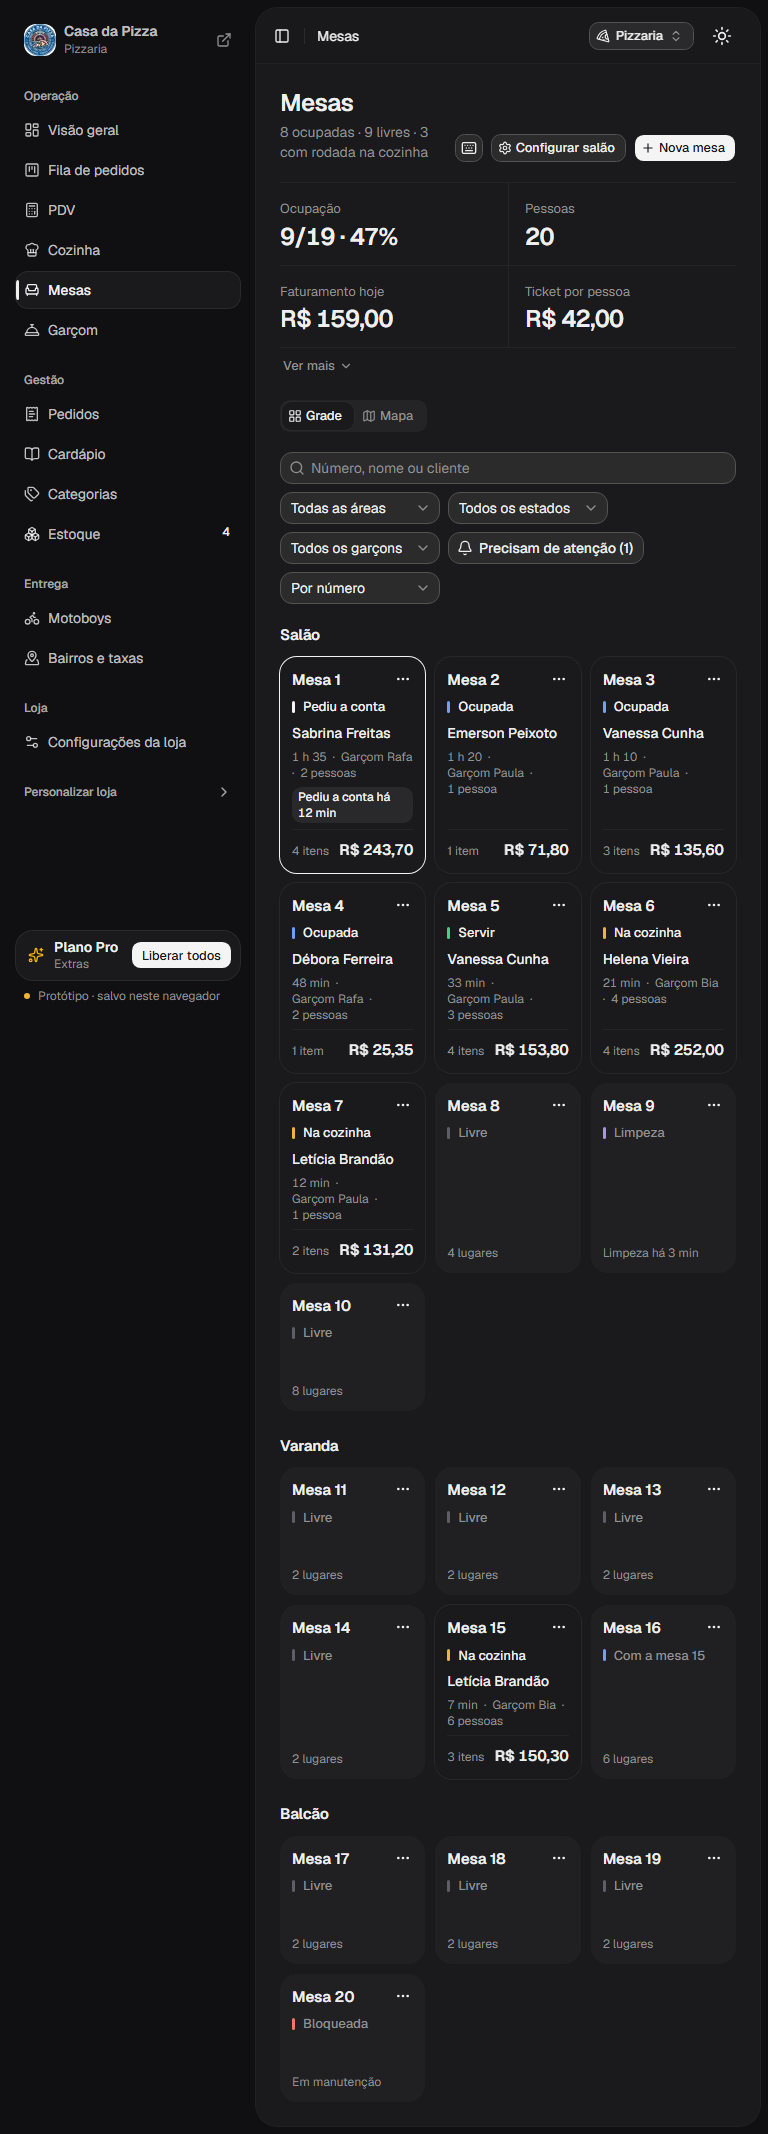 Casa da Pizza
Pizzaria
Operação
Visão geral
Fila de pedidos
PDV
Cozinha
Mesas
Garçom
Gestão
Pedidos
Cardápio
Categorias
Estoque 4
Entrega
Motoboys
Bairros e taxas
Loja
Configurações da loja
Personalizar loja
Plano Pro
Extras
Liberar todos
Protótipo · salvo neste navegador
Mesas
Pizzaria
Mesas
8 ocupadas · 9 livres · 3
com rodada na cozinha
Configurar salão
Nova mesa
Ocupação
9/19 · 47%
Pessoas
20
Faturamento hoje
R$ 159,00
Ticket por pessoa
R$ 42,00
Ver mais
Grade
Mapa
Número, nome ou cliente
Todas as áreas
Todos os estados
Todos os garçons
Precisam de atenção (1)
Por número
Salão
Mesa 1
Pediu a conta
Sabrina Freitas
1 h 35 · Garçom Rafa
· 2 pessoas
Pediu a conta há
12 min
4 itens R$ 243,70
Mesa 2
Ocupada
Emerson Peixoto
1 h 20 ·
Garçom Paula ·
1 pessoa
1 item R$ 71,80
Mesa 3
Ocupada
Vanessa Cunha
1 h 10 ·
Garçom Paula ·
1 pessoa
3 itens R$ 135,60
Mesa 4
Ocupada
Débora Ferreira
48 min ·
Garçom Rafa ·
2 pessoas
1 item R$ 25,35
Mesa 5
Servir
Vanessa Cunha
33 min ·
Garçom Paula ·
3 pessoas
4 itens R$ 153,80
Mesa 6
Na cozinha
Helena Vieira
21 min · Garçom Bia
· 4 pessoas
4 itens R$ 252,00
Mesa 7
Na cozinha
Letícia Brandão
12 min ·
Garçom Paula ·
1 pessoa
2 itens R$ 131,20
Mesa 8
Livre
4 lugares
Mesa 9
Limpeza
Limpeza há 3 min
Mesa 10
Livre
8 lugares
Varanda
Mesa 11
Livre
2 lugares
Mesa 12
Livre
2 lugares
Mesa 13
Livre
2 lugares
Mesa 14
Livre
2 lugares
Mesa 15
Na cozinha
Letícia Brandão
7 min · Garçom Bia ·
6 pessoas
3 itens R$ 150,30
Mesa 16
Com a mesa 15
6 lugares
Balcão
Mesa 17
Livre
2 lugares
Mesa 18
Livre
2 lugares
Mesa 19
Livre
2 lugares
Mesa 20
Bloqueada
Em manutenção